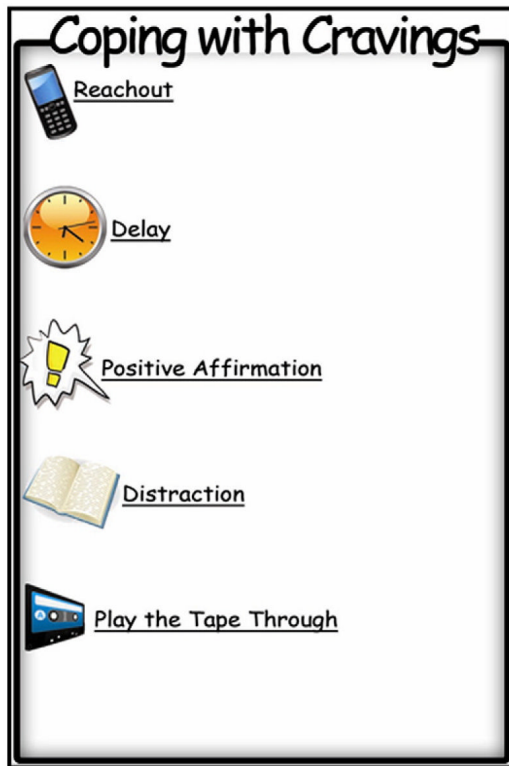 Coping with Cravings
Reachout
Delay
Positive Affirmation
Distraction
Play the Tape Through